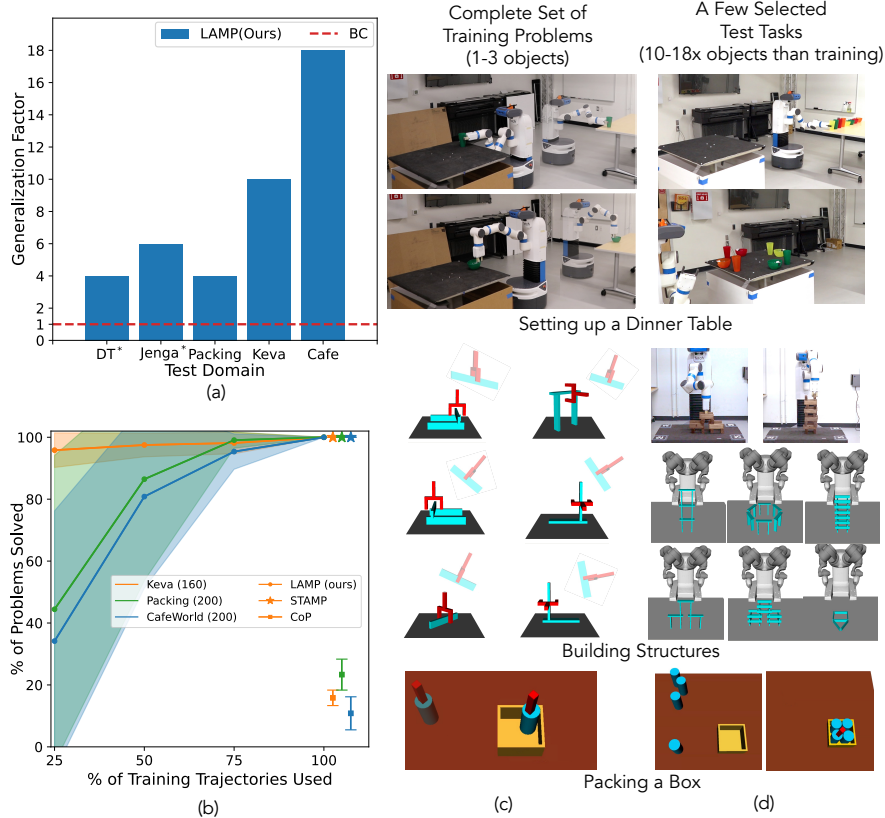 LAMP(Ours)
BC
18
16
14
12
10
8
6
4
2
1
0
Generalization Factor
DT*
Jenga*
Packing
Keva
Cafe
Test Domain
(a)
100
80
60
40
20
0
% of Problems Solved
Keva (160)
Packing (200)
CafeWorld (200)
LAMP (ours)
STAMP
CoP
25
50
75
100
% of Training Trajectories Used
(b)
Complete Set of
Training Problems
(1-3 objects)
A Few Selected
Test Tasks
(10-18x objects than training)
Setting up a Dinner Table
Building Structures
Packing a Box
(c)
(d)